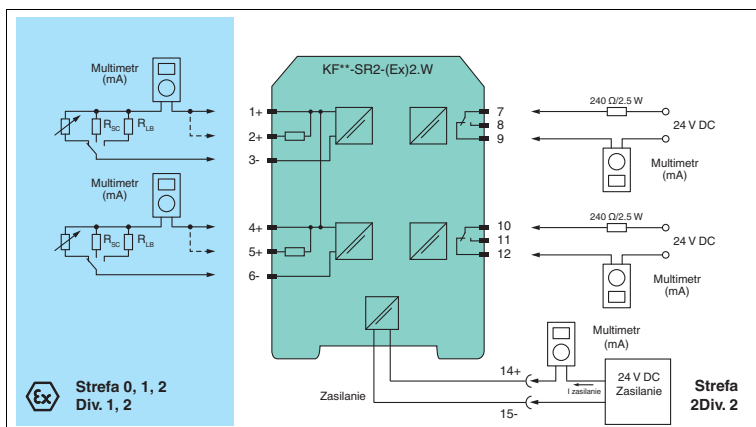 KF**-SR2-(Ex)2.W
Multimetr
(mA)
RSC
RLB
1+
2+
3-
7
8
9
240 Ω/2.5 W
24 V DC
Multimetr
(mA)
Multimetr
(mA)
RSC
RLB
4+
5+
6-
10
11
12
240 Ω/2.5 W
24 V DC
Multimetr
(mA)
Multimetr
(mA)
14+
15-
Zasilanie
I zasilanie
24 V DC
Zasilanie
Ex
Strefa 0, 1, 2
Div. 1, 2
Strefa
2Div. 2